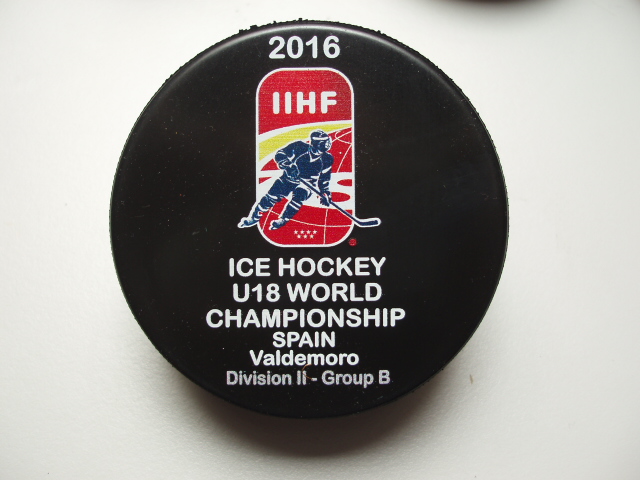 2016
IIHF
ICE HOCKEY
U18 WORLD
CHAMPIONSHIP
SPAIN
Valdemoro
Division II - Group B